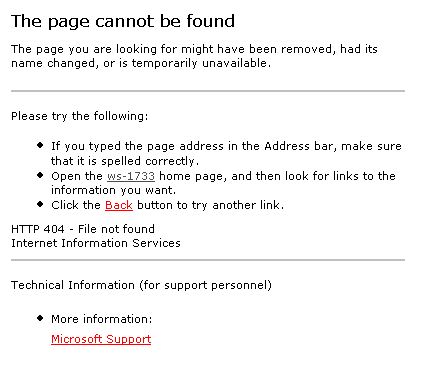 The page cannot be found
The page you are looking for might have been removed, had its
name changed, or is temporarily unavailable.
Please try the following:
If you typed the page address in the Address bar, make sure
that it is spelled correctly.
Open the ws-1733 home page, and then look for links to the
information you want.
Click the Back button to try another link.
HTTP 404 - File not found
Internet Information Services
Technical Information (for support personnel)
More information:
Microsoft Support